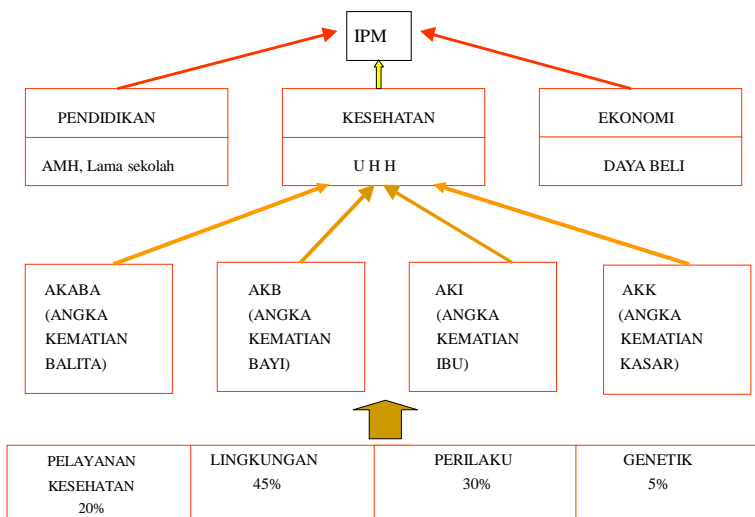 IPM
PENDIDIKAN
AMH, Lama sekolah
KESEHATAN
U H H
EKONOMI
DAYA BELI
AKABA
(ANGKA
KEMATIAN
BALITA)
AKB
(ANGKA
KEMATIAN
BAYI)
AKI
(ANGKA
KEMATIAN
IBU)
AKK
(ANGKA
KEMATIAN
KASAR)
PELAYANAN
KESEHATAN
20%
LINGKUNGAN
45%
PERILAKU
30%
GENETIK
5%